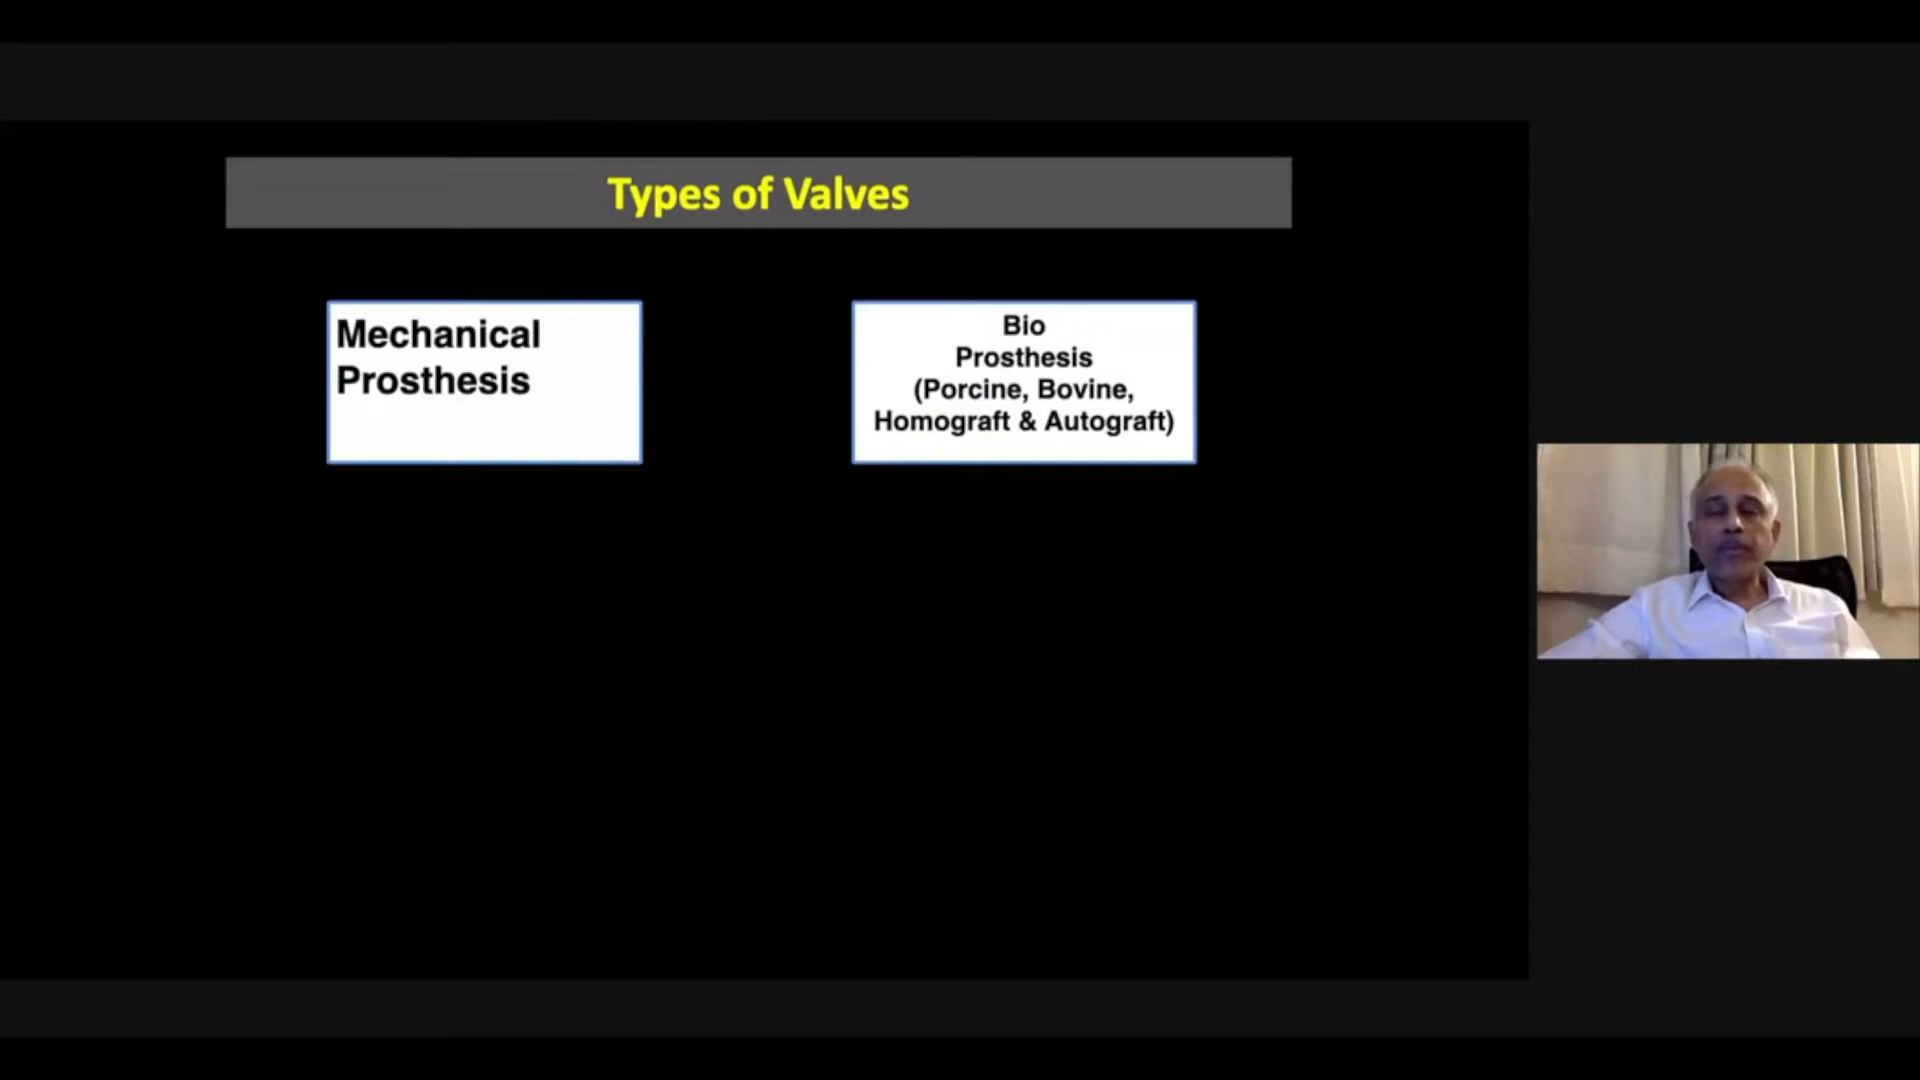 Types of Valves
Mechanical
Prosthesis
Bio
Prosthesis
(Porcine, Bovine,
Homograft & Autograft)